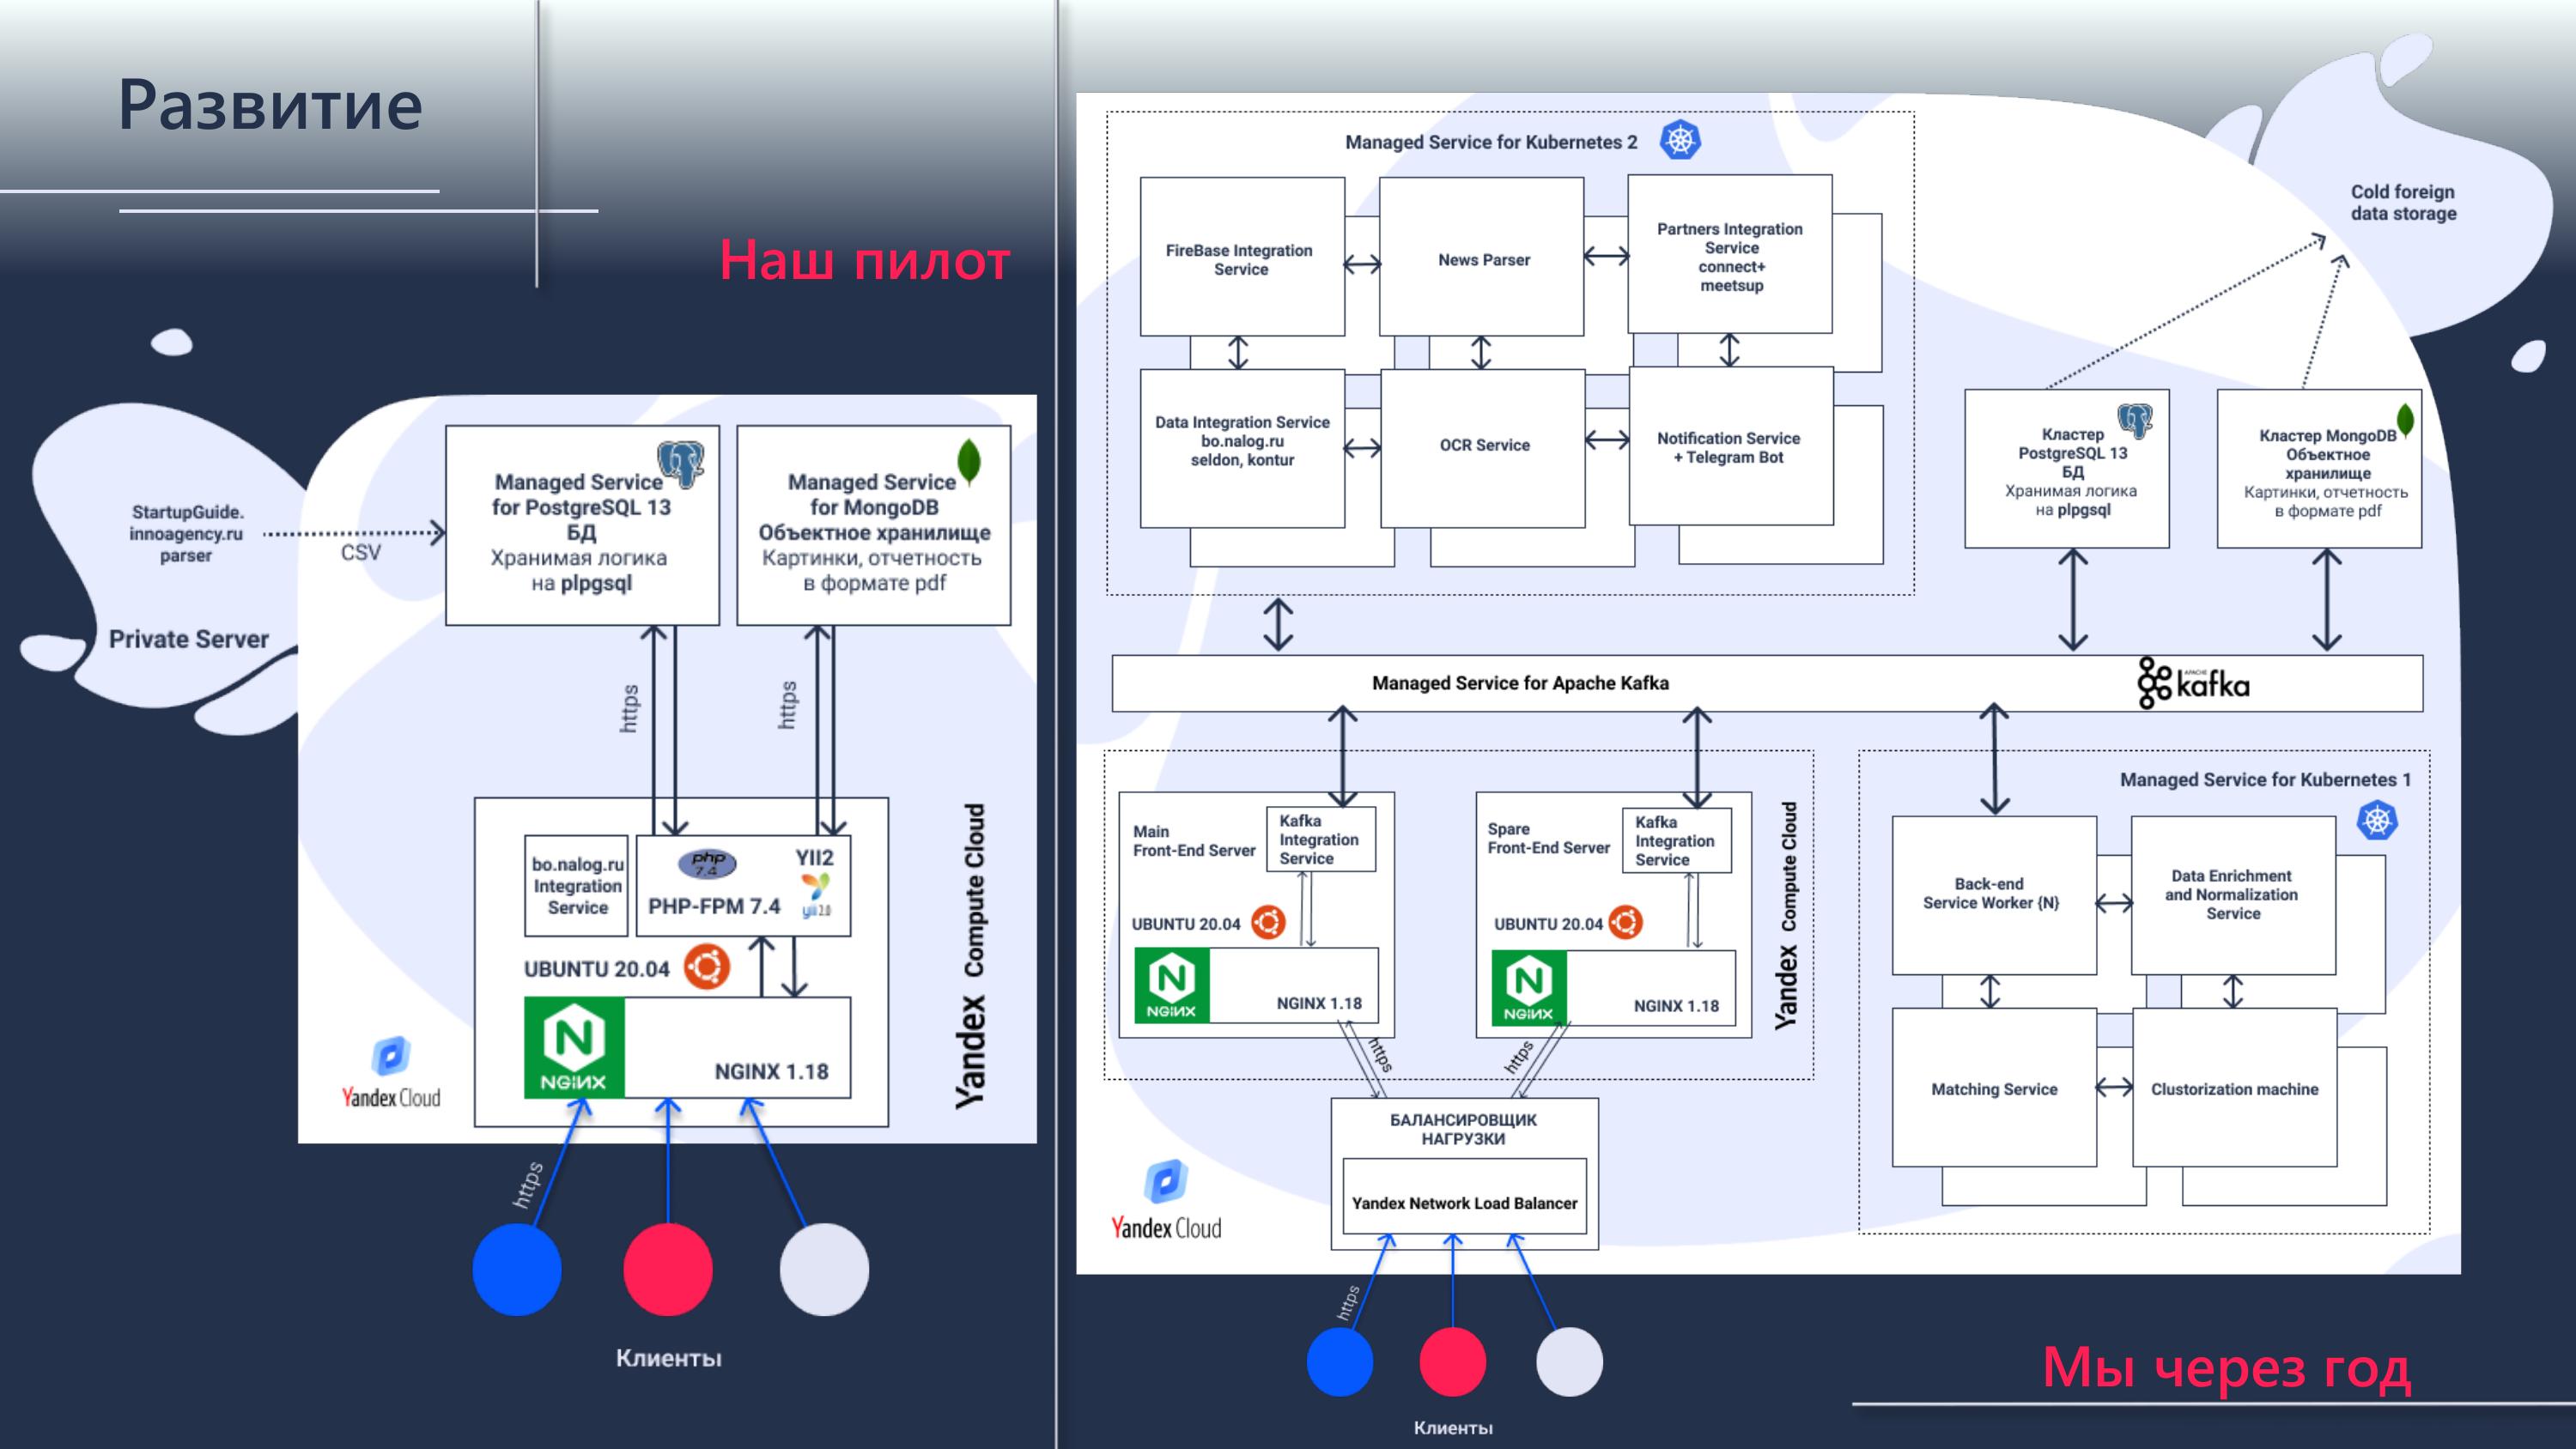 Развитие
Наш пилот
StartupGuide.
innoagency.ru
parser
CSV
Private Server
Managed Service
for PostgreSQL 13
БД
Хранимая логика
на plpgsql
Managed Service
for MongoDB
Объектное хранилище
Картинки, отчетность
в формате pdf
https
https
bo.nalog.ru
Integration
Service
php
7.4
PHP-FPM 7.4
YII2
yii 2.0
UBUNTU 20.04
NGINX
NGINX 1.18
Yandex Cloud
Yandex Compute Cloud
https
Клиенты
Managed Service for Kubernetes 2
FireBase Integration
Service
News Parser
Partners Integration
Service
connect+
meetsup
Data Integration Service
bo.nalog.ru
seldon, kontur
OCR Service
Notification Service
+ Telegram Bot
Cold foreign
data storage
Кластер
PostgreSQL 13
БД
Хранимая логика
на plpgsql
Кластер MongoDB
Объектное
хранилище
Картинки, отчетность
в формате pdf
Managed Service for Apache Kafka
APACHE
kafka
Main
Front-End Server
Kafka
Integration
Service
UBUNTU 20.04
NGINX
NGINX 1.18
Spare
Front-End Server
Kafka
Integration
Service
UBUNTU 20.04
NGINX
NGINX 1.18
Yandex Compute Cloud
https
https
Managed Service for Kubernetes 1
Back-end
Service Worker {N}
Data Enrichment
and Normalization
Service
Matching Service
Clustorization machine
БАЛАНСИРОВЩИК
НАГРУЗКИ
Yandex Network Load Balancer
Yandex Cloud
https
Клиенты
Мы через год